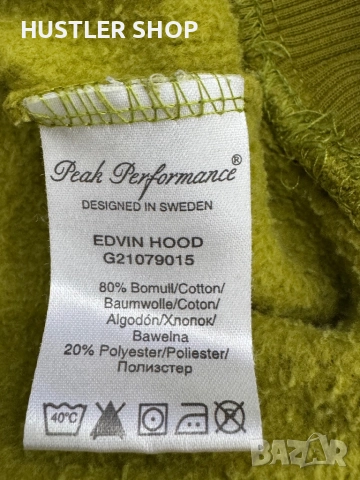 HUSTLER SHOP
Peak Performance®
DESIGNED IN SWEDEN
EDVIN HOOD
G21079015
80% Bomull/Cotton/
Baumwolle/Coton/
Algodón/Хлопок/
Bawelna
20% Polyester/Poliester/
Полиэстер
40°C
BAZAR